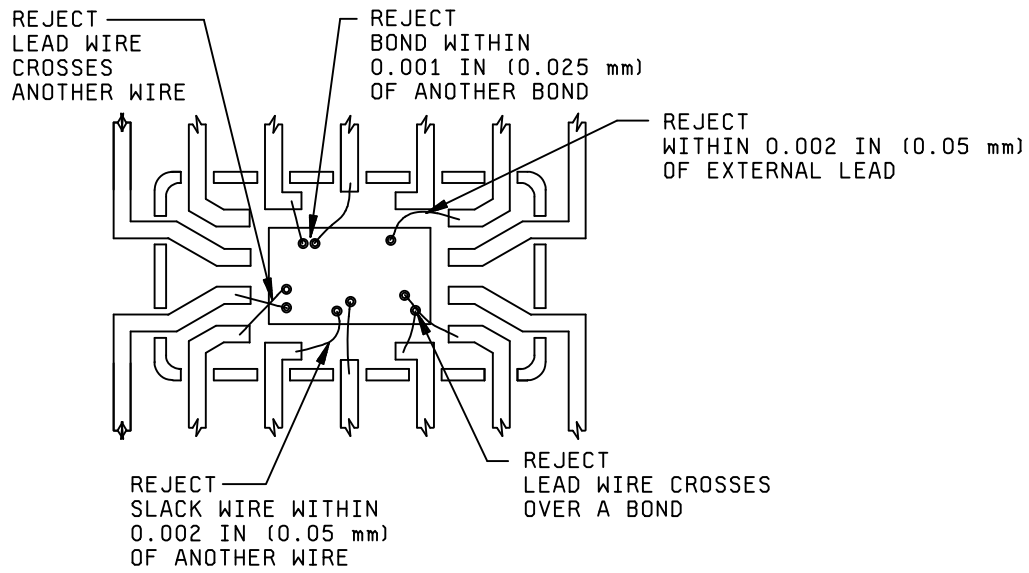 REJECT
LEAD WIRE
CROSSES
ANOTHER WIRE
REJECT
BOND WITHIN
0.001 IN (0.025 mm)
OF ANOTHER BOND
REJECT
WITHIN 0.002 IN (0.05 mm)
OF EXTERNAL LEAD
REJECT
SLACK WIRE WITHIN
0.002 IN (0.05 mm)
OF ANOTHER WIRE
REJECT
LEAD WIRE CROSSES
OVER A BOND